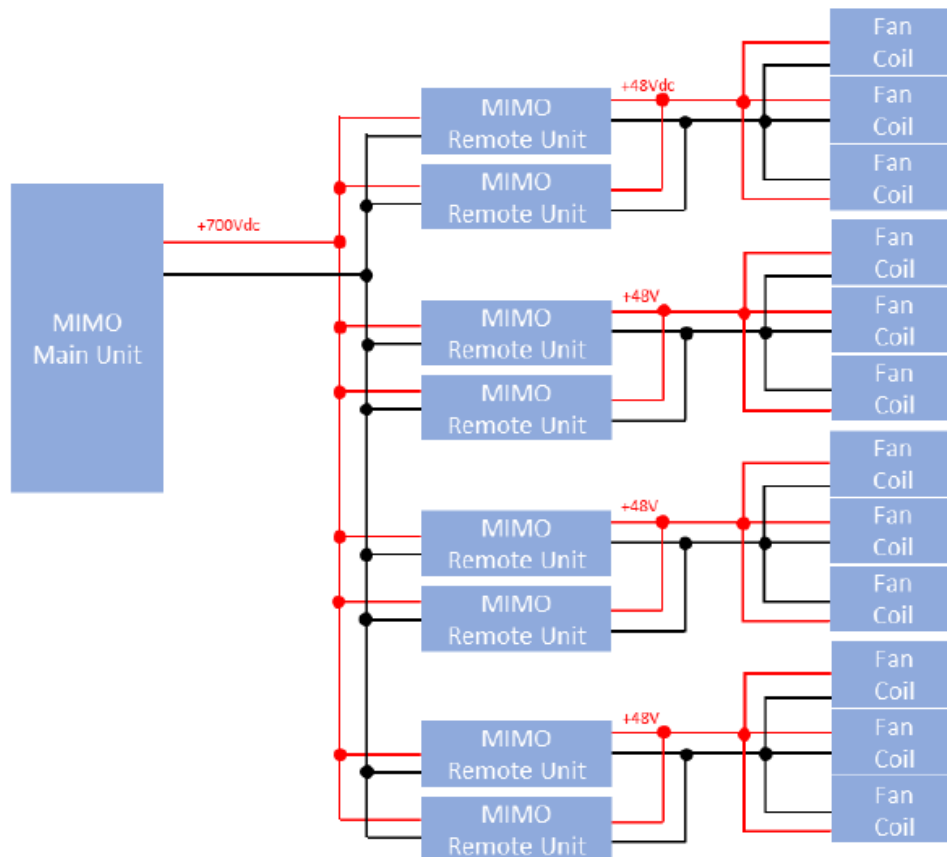 MIMO
Main Unit
+700Vdc
MIMO
Remote Unit
MIMO
Remote Unit
+48Vdc
Fan
Coil
Fan
Coil
Fan
Coil
MIMO
Remote Unit
MIMO
Remote Unit
+48V
Fan
Coil
Fan
Coil
Fan
Coil
MIMO
Remote Unit
MIMO
Remote Unit
+48V
Fan
Coil
Fan
Coil
Fan
Coil
MIMO
Remote Unit
MIMO
Remote Unit
+48V
Fan
Coil
Fan
Coil
Fan
Coil